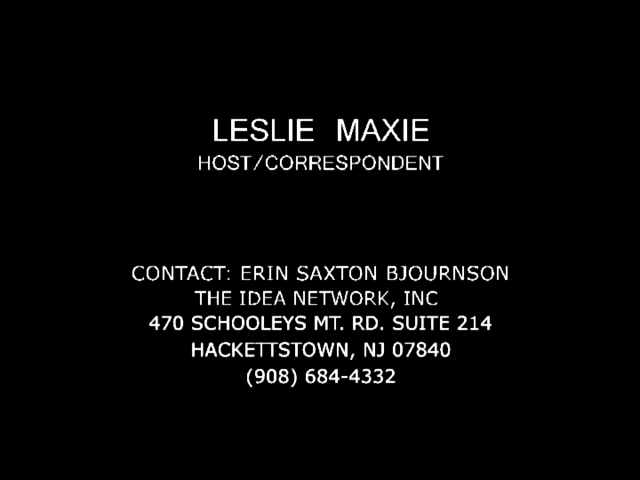 LESLIE MAXIE
HOST/CORRESPONDENT
CONTACT: ERIN SAXTON BJOURNSON
THE IDEA NETWORK, INC
470 SCHOOLEYS MT. RD. SUITE 214
HACKETTSTOWN, NJ 07840
(908) 684-4332